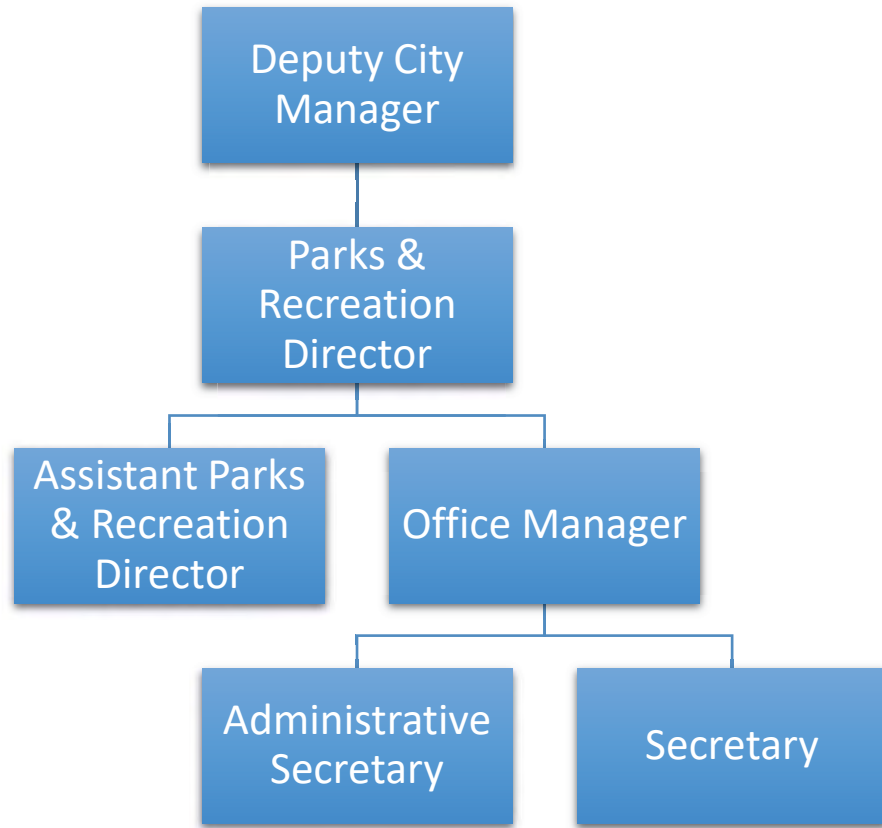 Deputy City
Manager
Parks &
Recreation
Director
Assistant Parks
& Recreation
Director
Office Manager
Administrative
Secretary
Secretary